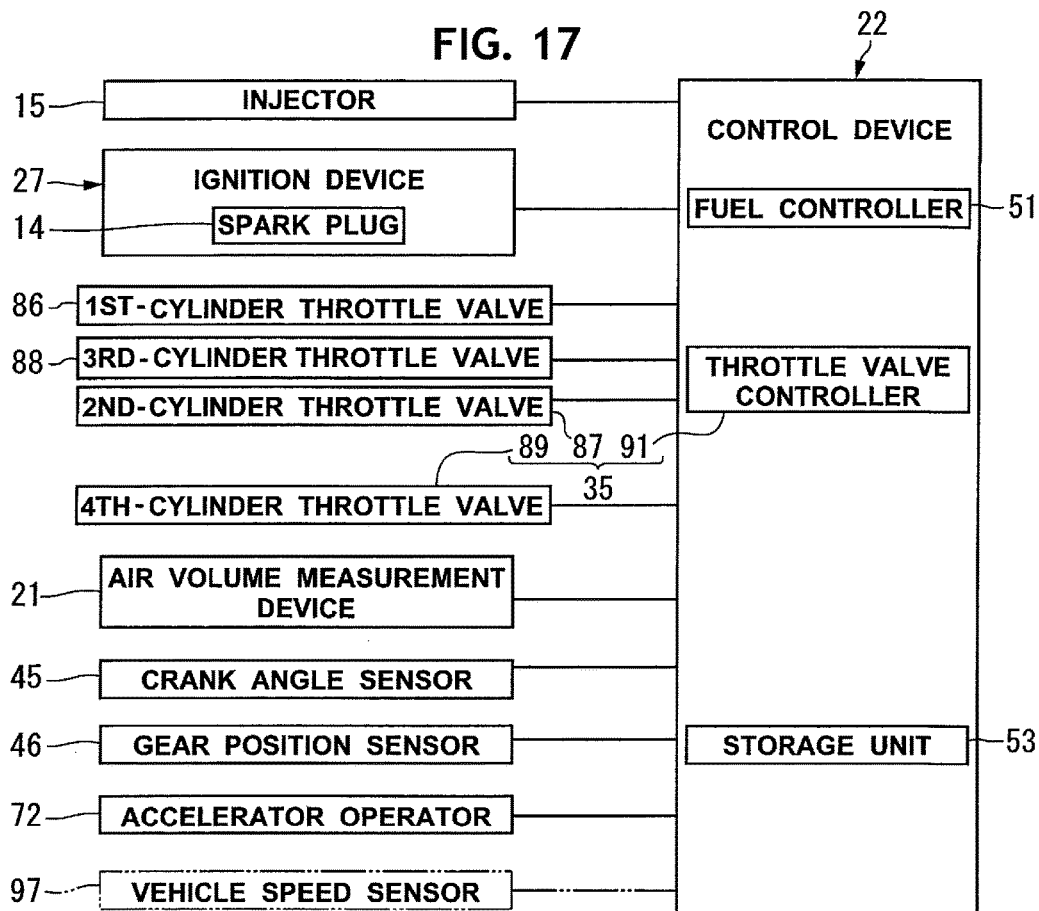 FIG. 17
22
15 INJECTOR
CONTROL DEVICE
27 IGNITION DEVICE
14 SPARK PLUG
FUEL CONTROLLER 51
86 1ST-CYLINDER THROTTLE VALVE
88 3RD-CYLINDER THROTTLE VALVE
THROTTLE VALVE
CONTROLLER
2ND-CYLINDER THROTTLE VALVE
89 87 91
35
4TH-CYLINDER THROTTLE VALVE
21 AIR VOLUME MEASUREMENT
DEVICE
45 CRANK ANGLE SENSOR
46 GEAR POSITION SENSOR
STORAGE UNIT 53
72 ACCELERATOR OPERATOR
97 VEHICLE SPEED SENSOR